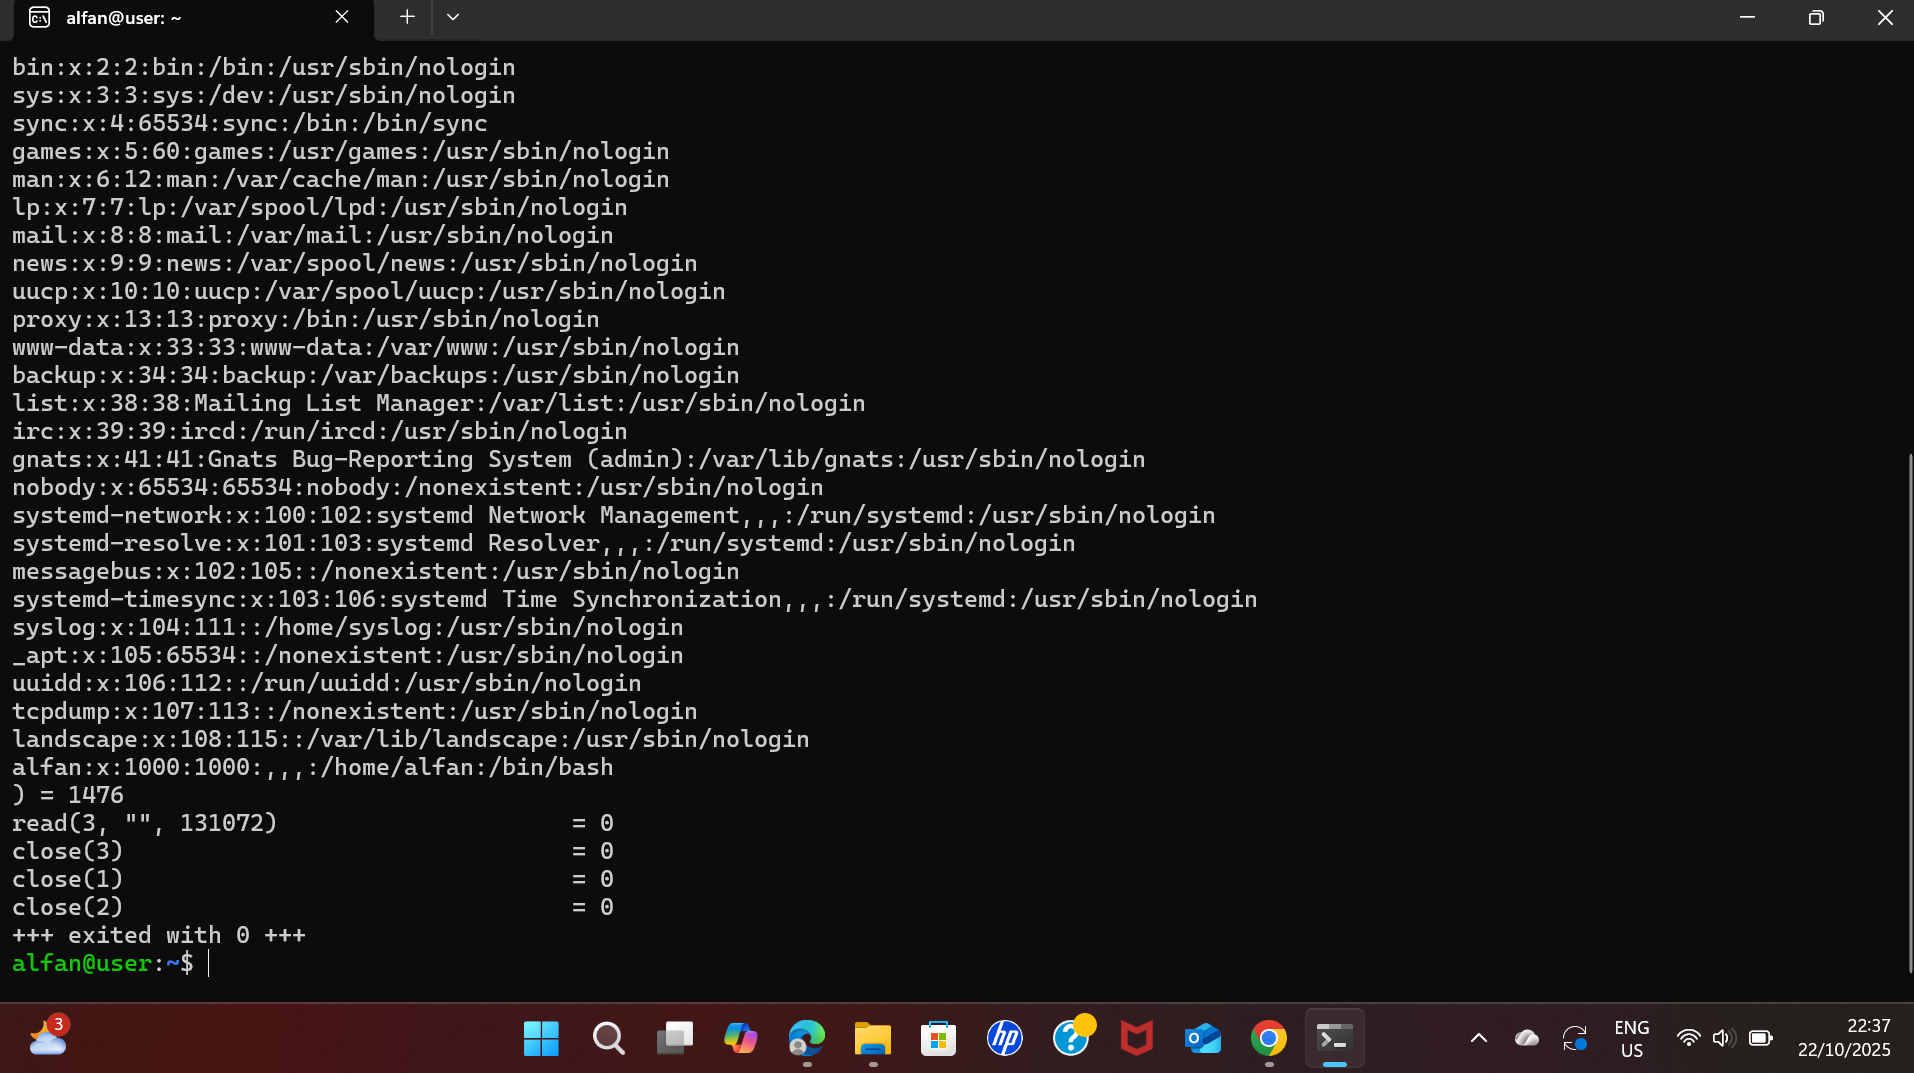 alfan@user: ~
bin:x:2:2:bin:/bin:/usr/sbin/nologin
sys:x:3:3:sys:/dev:/usr/sbin/nologin
sync:x:4:65534:sync:/bin:/bin/sync
games:x:5:60:games:/usr/games:/usr/sbin/nologin
man:x:6:12:man:/var/cache/man:/usr/sbin/nologin
lp:x:7:7:lp:/var/spool/lpd:/usr/sbin/nologin
mail:x:8:8:mail:/var/mail:/usr/sbin/nologin
news:x:9:9:news:/var/spool/news:/usr/sbin/nologin
uucp:x:10:10:uucp:/var/spool/uucp:/usr/sbin/nologin
proxy:x:13:13:proxy:/bin:/usr/sbin/nologin
www-data:x:33:33:www-data:/var/www:/usr/sbin/nologin
backup:x:34:34:backup:/var/backups:/usr/sbin/nologin
list:x:38:38:Mailing List Manager:/var/list:/usr/sbin/nologin
irc:x:39:39:ircd:/run/ircd:/usr/sbin/nologin
gnats:x:41:41:Gnats Bug-Reporting System (admin):/var/lib/gnats:/usr/sbin/nologin
nobody:x:65534:65534:nobody:/nonexistent:/usr/sbin/nologin
systemd-network:x:100:102:systemd Network Management,,,:/run/systemd:/usr/sbin/nologin
systemd-resolve:x:101:103:systemd Resolver,,,:/run/systemd:/usr/sbin/nologin
messagebus:x:102:105::/nonexistent:/usr/sbin/nologin
systemd-timesync:x:103:106:systemd Time Synchronization,,,:/run/systemd:/usr/sbin/nologin
syslog:x:104:111::/home/syslog:/usr/sbin/nologin
_apt:x:105:65534::/nonexistent:/usr/sbin/nologin
uuidd:x:106:112::/run/uuidd:/usr/sbin/nologin
tcpdump:x:107:113::/nonexistent:/usr/sbin/nologin
landscape:x:108:115::/var/lib/landscape:/usr/sbin/nologin
alfan:x:1000:1000:,,,:/home/alfan:/bin/bash
) = 1476
read(3, "", 131072) = 0
close(3) = 0
close(1) = 0
close(2) = 0
+++ exited with 0 +++
alfan@user:~$
3
hp
ENG
US
22:37
22/10/2025